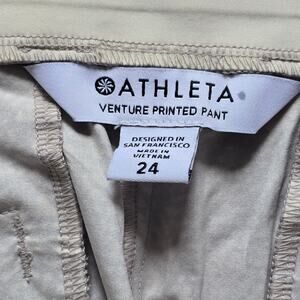 ATHLETA
VENTURE PRINTED PANT
DESIGNED IN
SAN FRANCISCO
MADE IN
VIETNAM
24